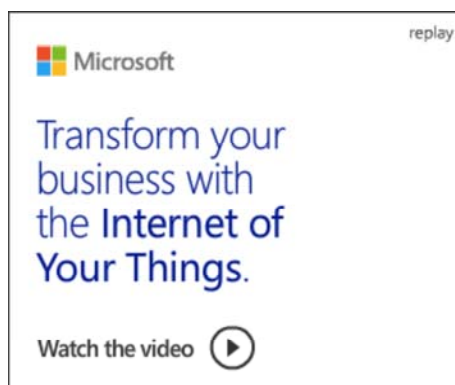 replay
Microsoft
Transform your
business with
the Internet of
Your Things.
Watch the video